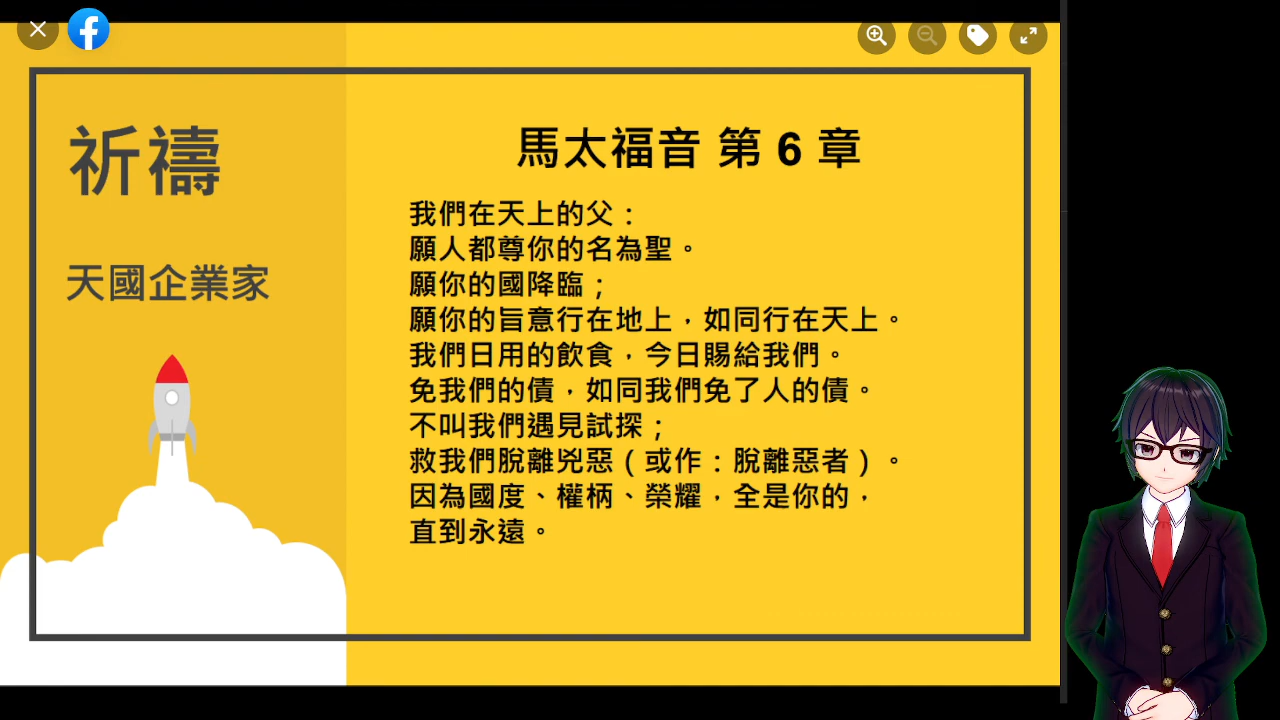 祈禱
天國企業家
馬太福音 第 6 章
我們在天上的父：
願人都尊你的名為聖。
願你的國降臨；
願你的旨意行在地上，如同行在天上。
我們日用的飲食，今日賜給我們。
免我們的債，如同我們免了人的債。
不叫我們遇見試探；
救我們脫離兇惡（或作：脫離惡者）。
因為國度、權柄、榮耀，全是你的，
直到永遠。